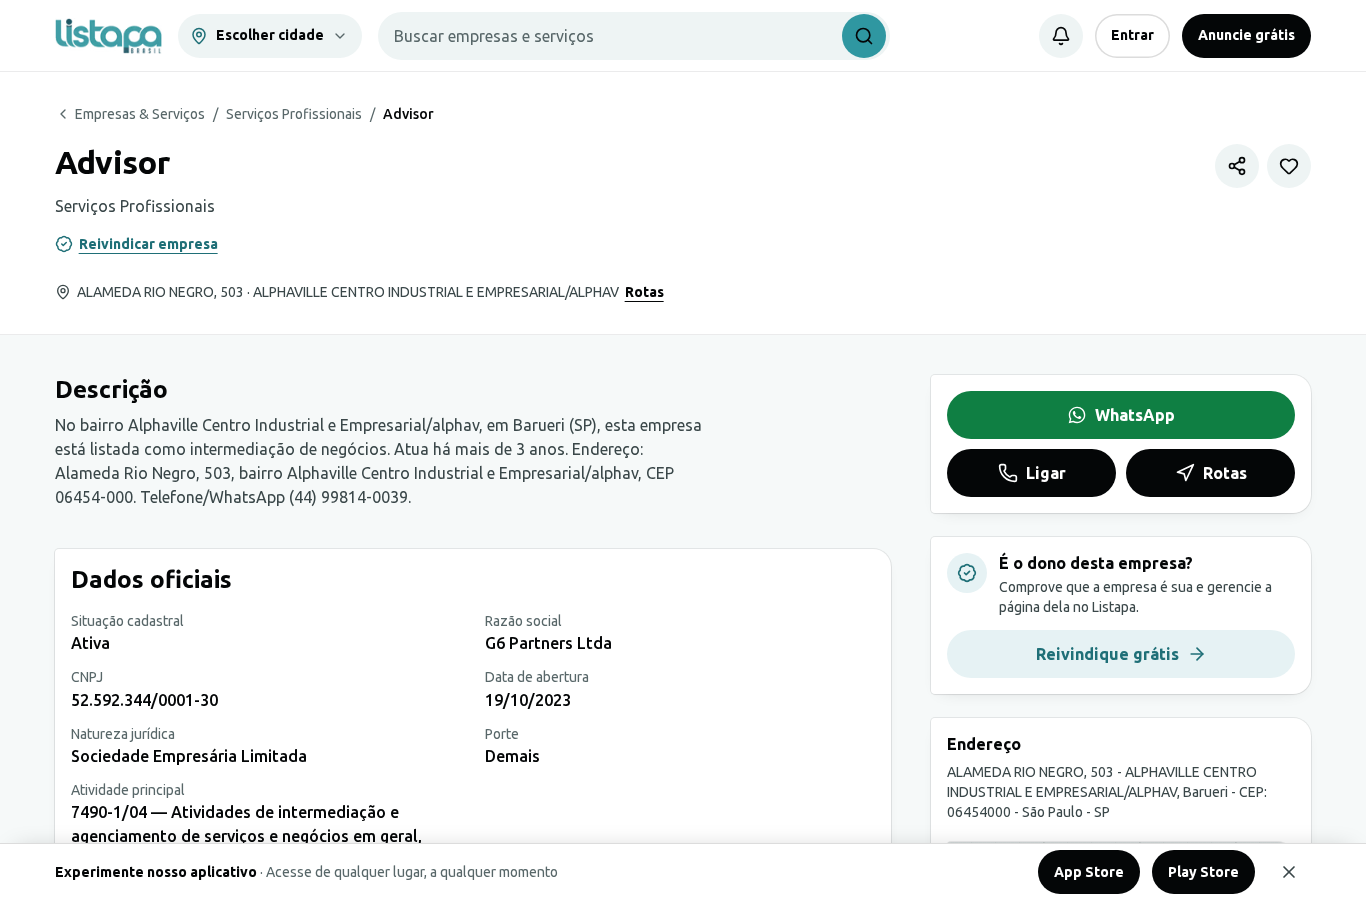 listapa
BRASIL
Escolher cidade
Buscar empresas e serviços
Entrar
Anuncie grátis
Empresas & Serviços / Serviços Profissionais / Advisor
Advisor
Serviços Profissionais
Reivindicar empresa
ALAMEDA RIO NEGRO, 503 · ALPHAVILLE CENTRO INDUSTRIAL E EMPRESARIAL/ALPHAV Rotas
Descrição
No bairro Alphaville Centro Industrial e Empresarial/alphav, em Barueri (SP), esta empresa
está listada como intermediação de negócios. Atua há mais de 3 anos. Endereço:
Alameda Rio Negro, 503, bairro Alphaville Centro Industrial e Empresarial/alphav, CEP
06454-000. Telefone/WhatsApp (44) 99814-0039.
Dados oficiais
Situação cadastral
Ativa
Razão social
G6 Partners Ltda
CNPJ
52.592.344/0001-30
Data de abertura
19/10/2023
Natureza jurídica
Sociedade Empresária Limitada
Porte
Demais
Atividade principal
7490-1/04 — Atividades de intermediação e
agenciamento de serviços e negócios em geral,
WhatsApp
Ligar
Rotas
É o dono desta empresa?
Comprove que a empresa é sua e gerencie a
página dela no Listapa.
Reivindique grátis
Endereço
ALAMEDA RIO NEGRO, 503 - ALPHAVILLE CENTRO
INDUSTRIAL E EMPRESARIAL/ALPHAV, Barueri - CEP:
06454000 - São Paulo - SP
Experimente nosso aplicativo · Acesse de qualquer lugar, a qualquer momento
App Store
Play Store